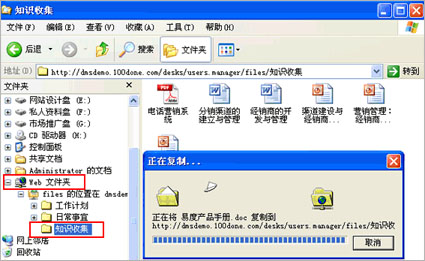 知识收集
文件(F) 编辑(E) 查看(V) 收藏(A) 工具(T) 帮助(H)
后退 搜索 文件夹
地址(D) http://dmsdemo.100done.com/desks/users.manager/files/知识收集 转到
文件夹
网站设计盘 (E:)
私人资料盘 (F:)
市场推广盘 (G:)
CD 驱动器 (H:)
控制面板
共享文档
Administrator 的文档
Web 文件夹
files 的位置在 dmsdem
工作计划
日常事宜
知识收集
网上邻居
回收站
电话营销系统
分销渠道的建立与管理
经销商的开发与管理
渠道建设与经销商...
营销管理：经销商...
正在复制...
正在将 易度产品手册.doc 复制到
http://dmsdemo.100done.com/desks/users.manager/files/知识收
取消